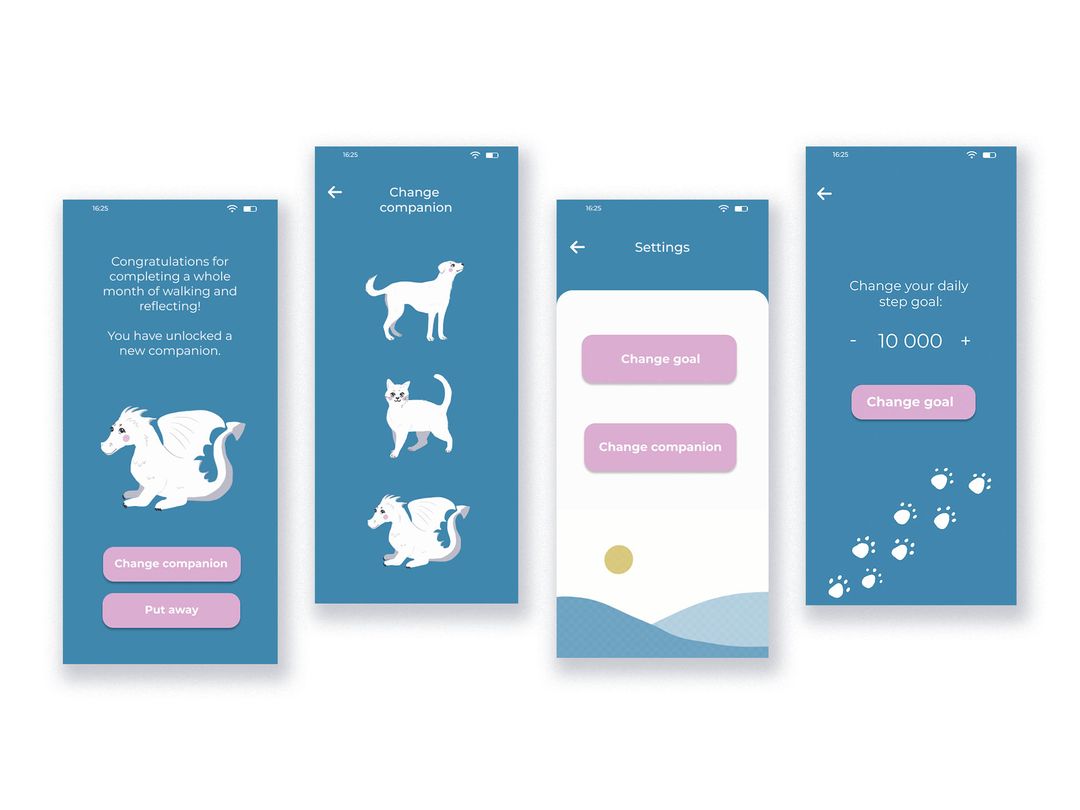 16:25
Congratulations for
completing a whole
month of walking and
reflecting!
You have unlocked a
new companion.
Change companion
Put away
16:25
Change
companion
16:25
Settings
Change goal
Change companion
16:25
Change your daily
step goal:
- 10 000 +
Change goal